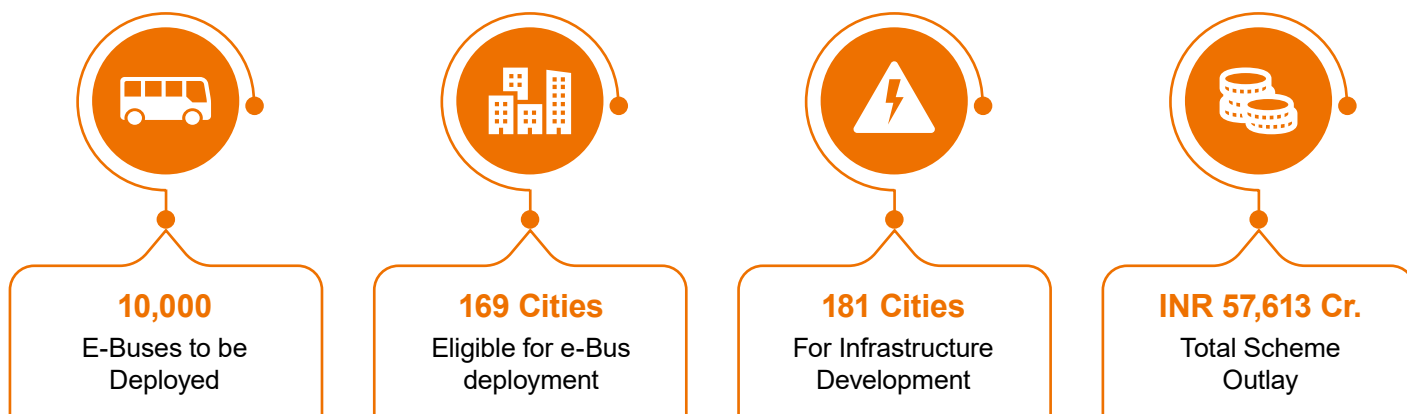 10,000
E-Buses to be
Deployed
169 Cities
Eligible for e-Bus
deployment
181 Cities
For Infrastructure
Development
INR 57,613 Cr.
Total Scheme
Outlay